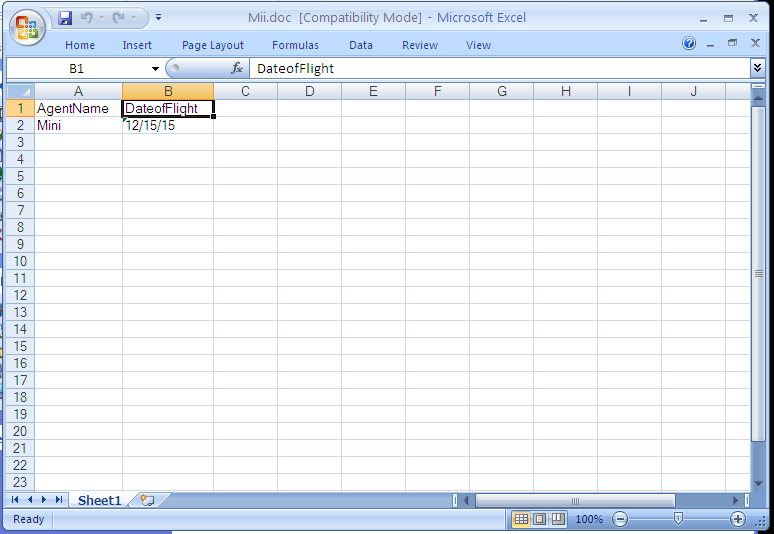 Mii.doc [Compatibility Mode] - Microsoft Excel
Home Insert Page Layout Formulas Data Review View
B1 fx DateofFlight
A B C D E F G H I J
1 AgentName DateofFlight
2 Mini 12/15/15
3
4
5
6
7
8
9
10
11
12
13
14
15
16
17
18
19
20
21
22
23
Sheet1
Ready 100%